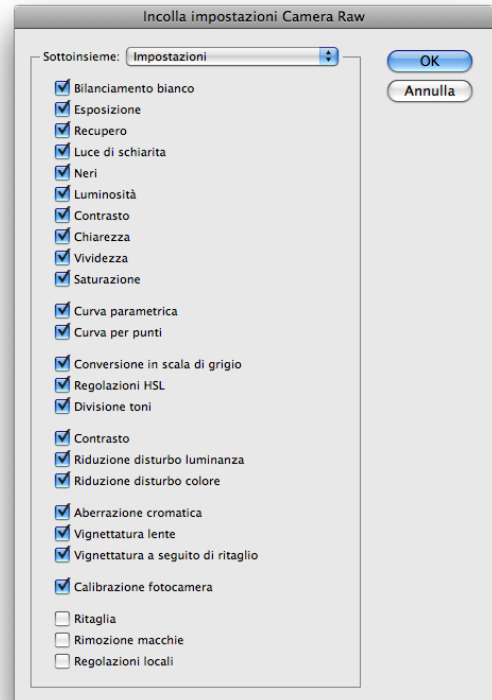 Incolla impostazioni Camera Raw
Sottoinsieme: Impostazioni
OK
Annulla
Bilanciamento bianco
Esposizione
Recupero
Luce di schiarita
Neri
Luminosità
Contrasto
Chiarezza
Vividezza
Saturazione
Curva parametrica
Curva per punti
Conversione in scala di grigio
Regolazioni HSL
Divisione toni
Contrasto
Riduzione disturbo luminanza
Riduzione disturbo colore
Aberrazione cromatica
Vignettatura lente
Vignettatura a seguito di ritaglio
Calibrazione fotocamera
Ritaglia
Rimozione macchie
Regolazioni locali